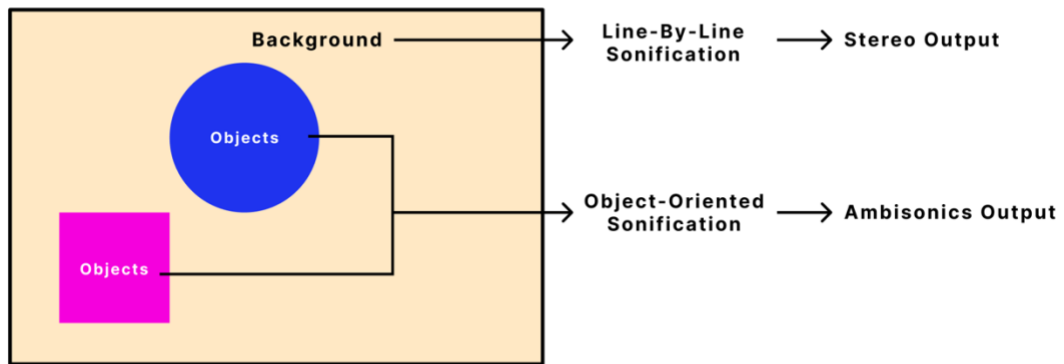 Background
Line-By-Line
Sonification
Stereo Output
Objects
Object-Oriented
Sonification
Ambisonics Output
Objects